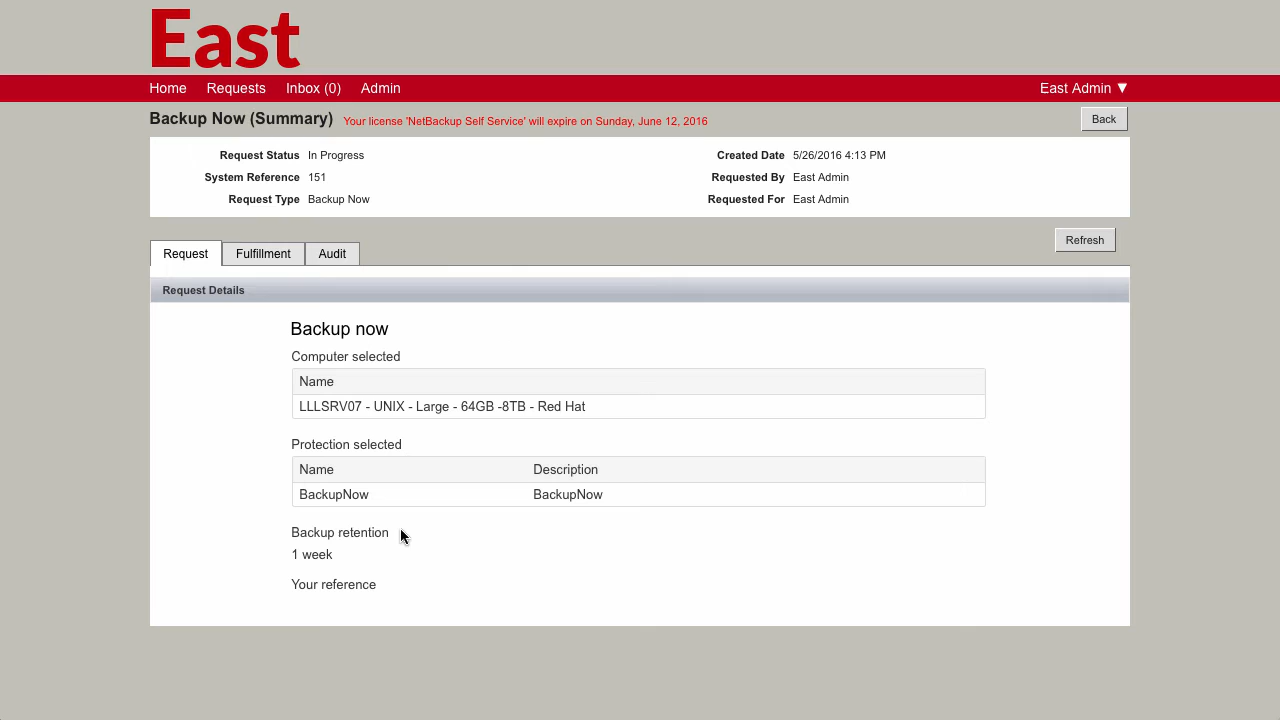 East
Home Requests Inbox (0) Admin East Admin ▼
Backup Now (Summary) Your license 'NetBackup Self Service' will expire on Sunday, June 12, 2016 Back
Request Status In Progress Created Date 5/26/2016 4:13 PM
System Reference 151 Requested By East Admin
Request Type Backup Now Requested For East Admin
Refresh
Request Fulfillment Audit
Request Details
Backup now
Computer selected
Name
LLLSRV07 - UNIX - Large - 64GB -8TB - Red Hat
Protection selected
Name Description
BackupNow BackupNow
Backup retention
1 week
Your reference